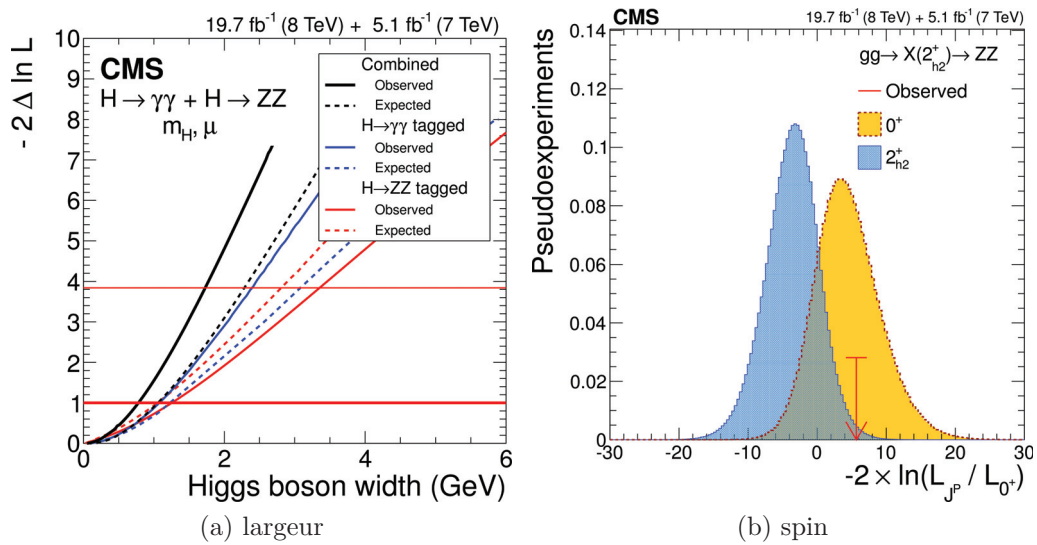 19.7 fb⁻¹ (8 TeV) + 5.1 fb⁻¹ (7 TeV)
- 2 Δ ln L
10
9
8
7
6
5
4
3
2
1
0
CMS
H→γγ + H→ZZ
m_H, μ
Combined
Observed
Expected
H→γγ tagged
Observed
Expected
H→ZZ tagged
Observed
Expected
0 2 4 6
Higgs boson width (GeV)
(a) largeur
CMS 19.7 fb⁻¹ (8 TeV) + 5.1 fb⁻¹ (7 TeV)
Pseudoexperiments
0.14
0.12
0.1
0.08
0.06
0.04
0.02
0
gg→ X(2⁺_h2)→ ZZ
Observed
0⁺
2⁺_h2
-30 -20 -10 0 10 20 30
-2 × ln(L_J^P / L_0⁺)
(b) spin